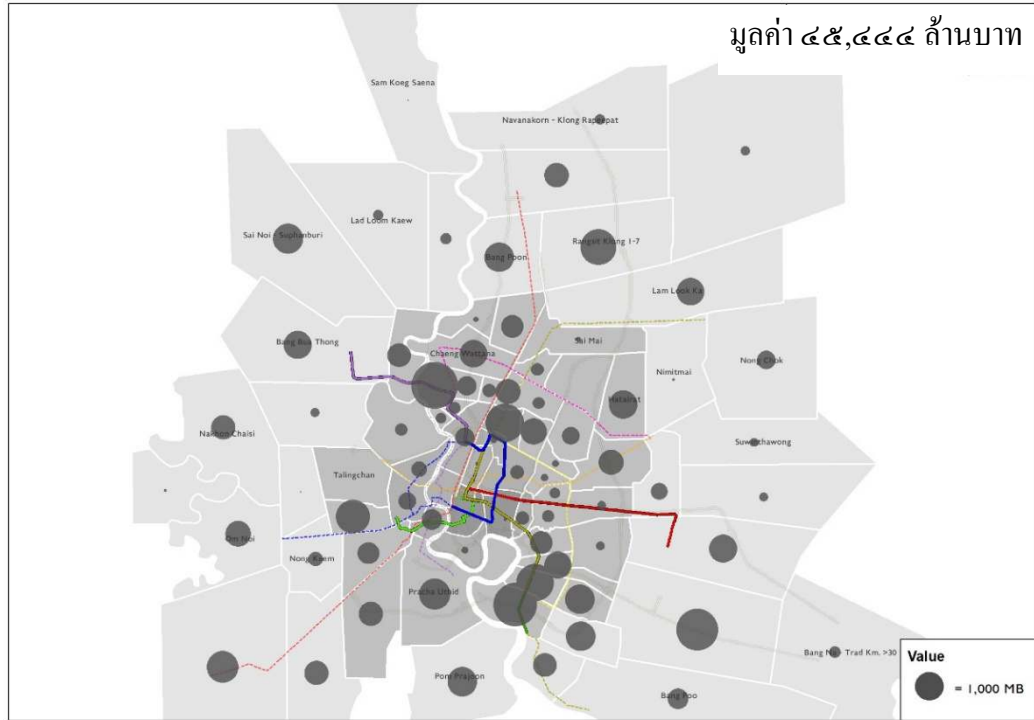 มูลค่า ๔๕,๔๔๔ ล้านบาท
Sam Koeg Saena
Navanakorn - Klong Rapeepat
Lad Loom Kaew
Sai Noi - Suphanburi
Bang Poon
Rangsit Klong 1-7
Lam Look Ka
Bang Bua Thong
Chaeng Wattana
Sai Mai
Nimitmai
Nong Chok
Hatairat
Nakhon Chaisi
Suwinthawong
Talingchan
Om Noi
Nong Kaem
Pracha Uthid
Bang Na - Trad Km. >30
Pom Prajoon
Bang Poo
Value
= 1,000 MB